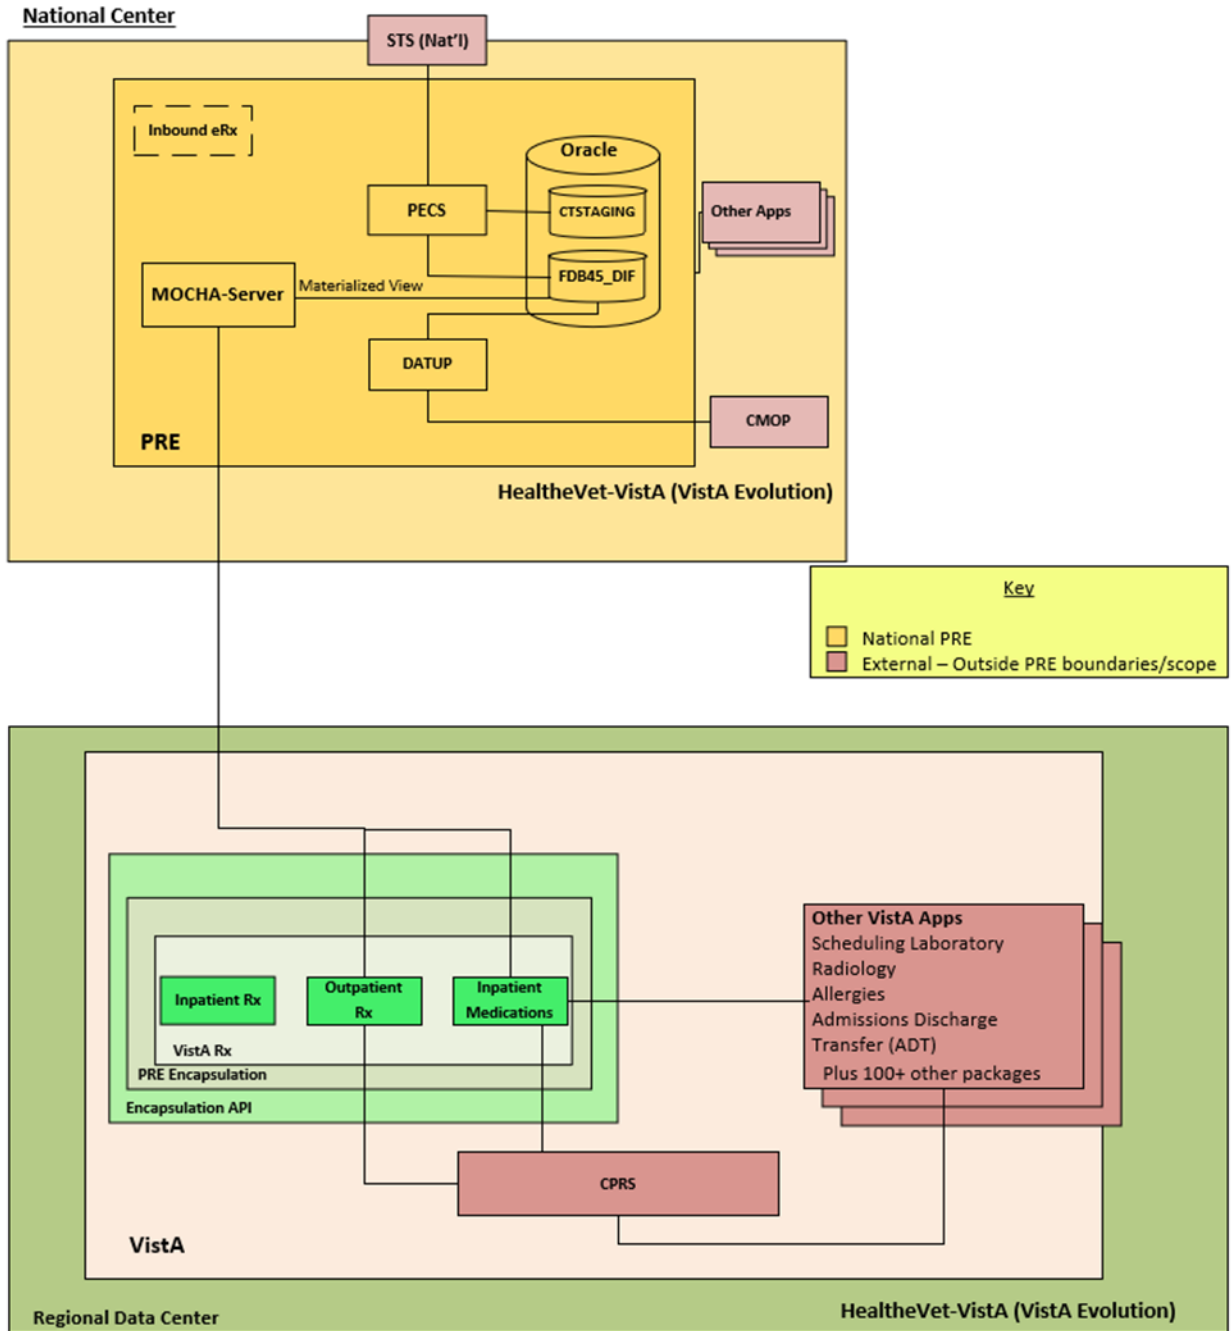 National Center
STS (Nat'l)
Inbound eRx
Oracle
PECS
CTSTAGING
Other Apps
FDB45_DIF
MOCHA-Server
Materialized View
DATUP
CMOP
PRE
HealtheVet-VistA (VistA Evolution)
Key
National PRE
External – Outside PRE boundaries/scope
Other VistA Apps
Scheduling Laboratory
Radiology
Allergies
Admissions Discharge
Transfer (ADT)
Plus 100+ other packages
Inpatient Rx
Outpatient
Rx
Inpatient
Medications
VistA Rx
PRE Encapsulation
Encapsulation API
CPRS
VistA
Regional Data Center
HealtheVet-VistA (VistA Evolution)